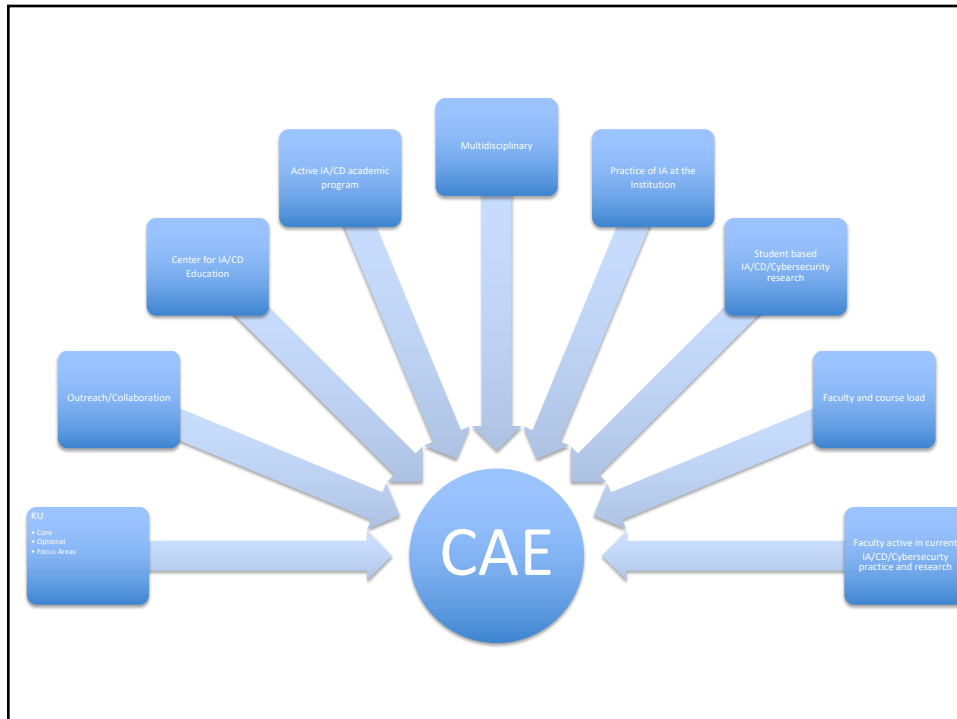 Multidisciplinary
Active IA/CD academic
program
Practice of IA at the
Institution
Center for IA/CD
Education
Student based
IA/CD/Cybersecurity
research
Outreach/Collaboration
Faculty and course load
KU
• Core
• Optional
• Focus Areas
CAE
Faculty active in current
IA/CD/Cybersecurty
practice and research